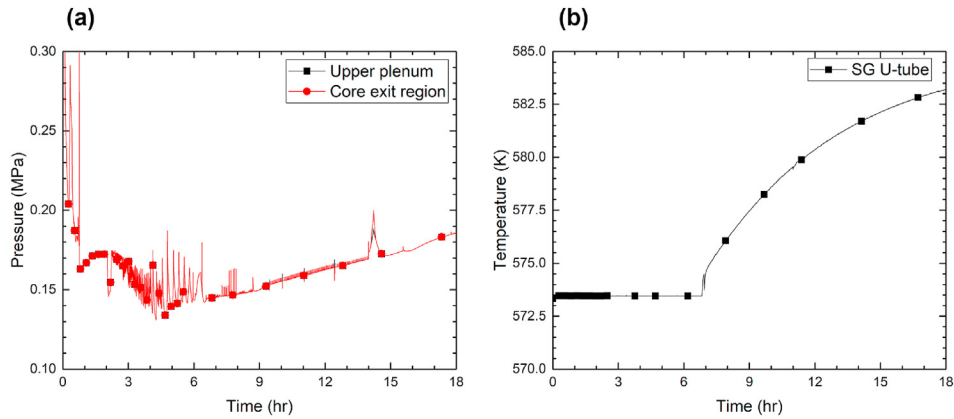 (a)
0.30
0.25
0.20
0.15
0.10
Pressure (MPa)
Upper plenum
Core exit region
0 3 6 9 12 15 18
Time (hr)
(b)
585.0
582.5
580.0
577.5
575.0
572.5
570.0
Temperature (K)
SG U-tube
0 3 6 9 12 15 18
Time (hr)